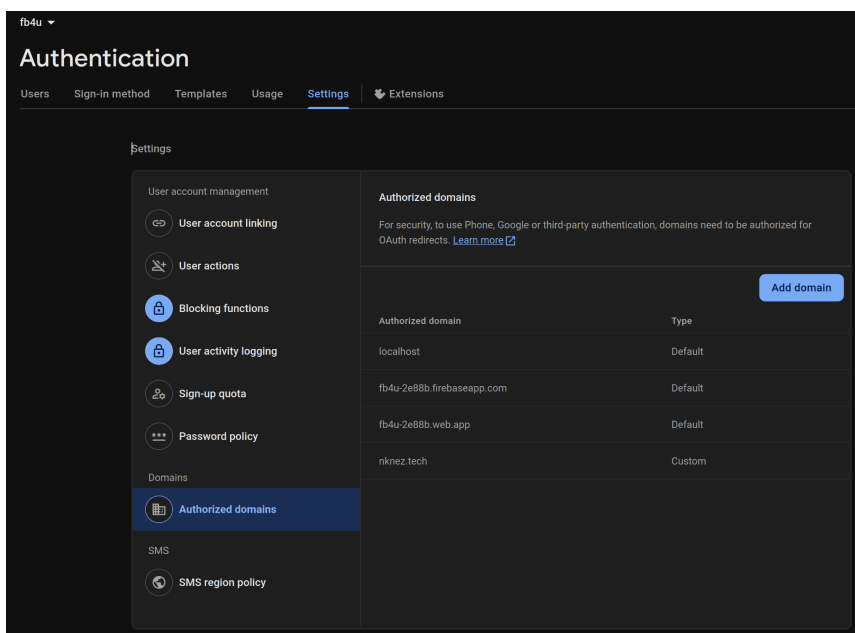 fb4u
Authentication
Users Sign-in method Templates Usage Settings Extensions
Settings
User account management
User account linking
User actions
Blocking functions
User activity logging
Sign-up quota
Password policy
Domains
Authorized domains
SMS
SMS region policy
Authorized domains
For security, to use Phone, Google or third-party authentication, domains need to be authorized for
OAuth redirects. Learn more
Add domain
Authorized domain Type
localhost Default
fb4u-2e88b.firebaseapp.com Default
fb4u-2e88b.web.app Default
nknez.tech Custom